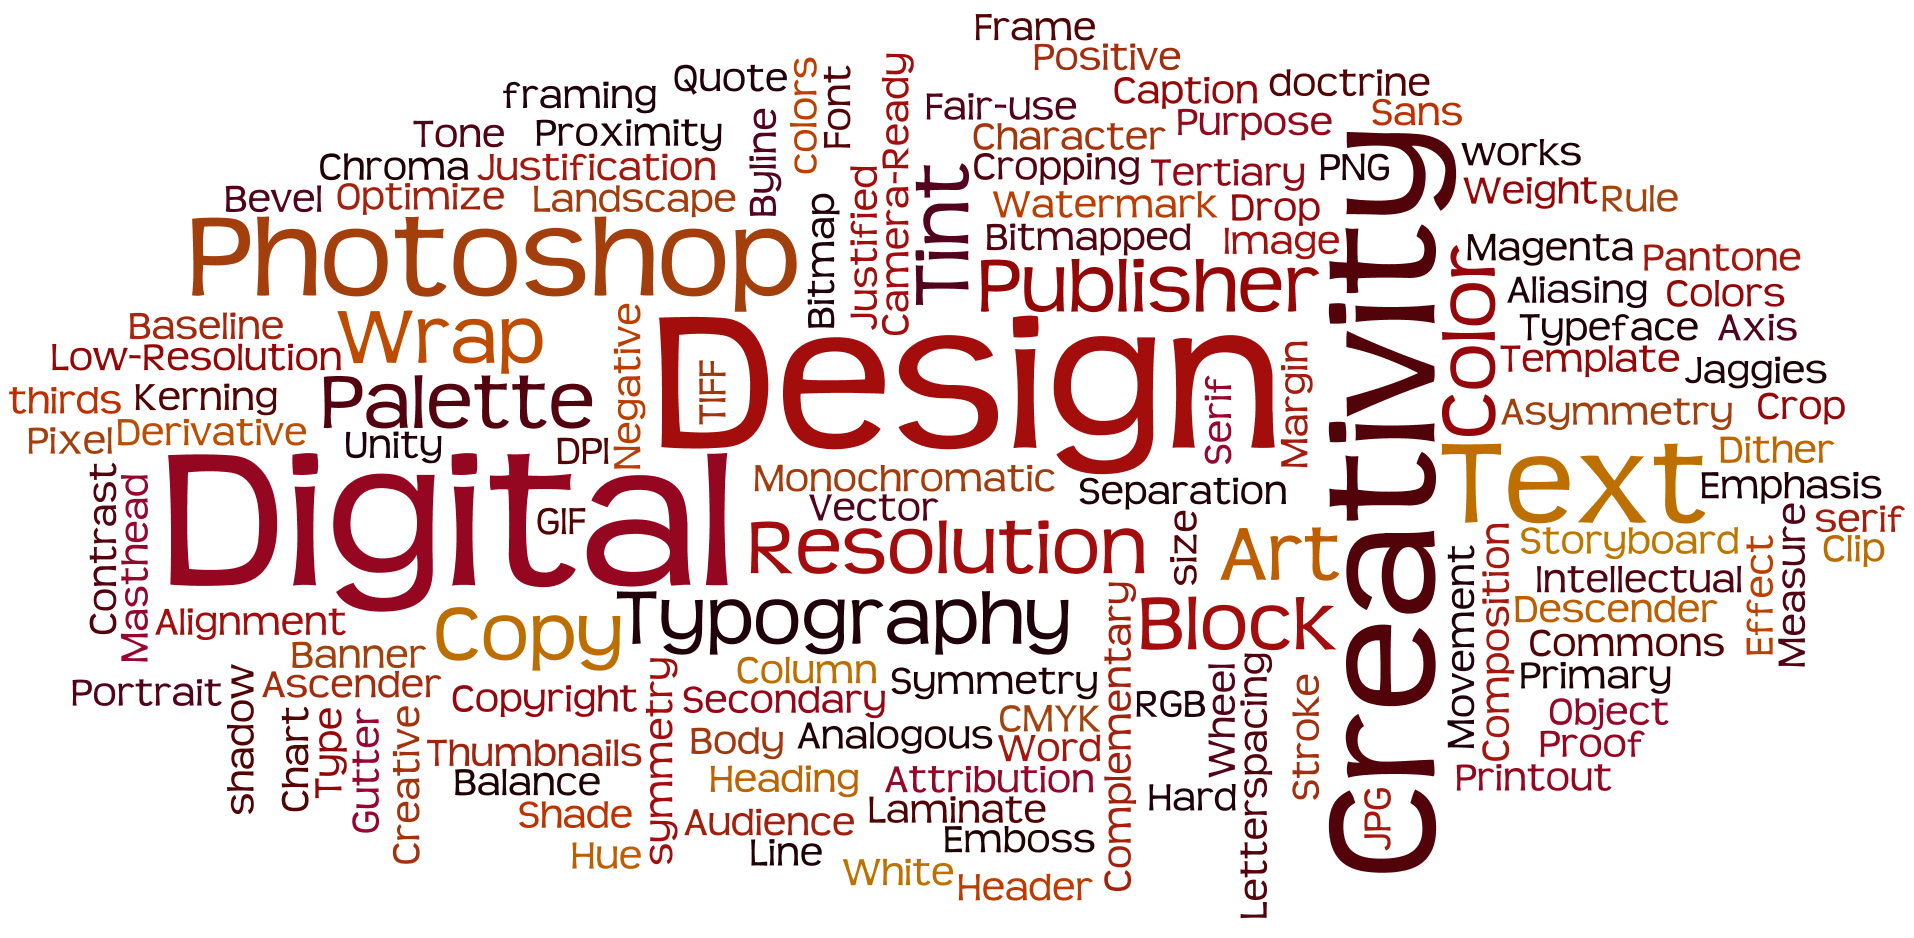 Frame
Positive
Quote
colors
Font
Camera-Ready
Caption
doctrine
framing
Fair-use
Purpose
Sans
Tone
Proximity
Byline
Character
Creativity
works
Chroma
Justification
Justified
Tint
Cropping
Tertiary
PNG
Weight
Rule
Bevel
Optimize
Landscape
Bitmap
Watermark
Drop
Photoshop
Bitmapped
Image
Magenta
Pantone
Publisher
Color
Aliasing
Colors
Baseline
Wrap
Negative
Design
Typeface
Axis
Low-Resolution
TIFF
Margin
Template
Jaggies
thirds
Kerning
Palette
Serif
Asymmetry
Crop
Pixel
Derivative
Unity
DPI
Text
Dither
Contrast
Masthead
Digital
GIF
Monochromatic
Separation
Emphasis
Vector
size
Measure
serif
Resolution
Art
Storyboard
Clip
Movement
Composition
Intellectual
Effect
Alignment
Copy
Typography
Complementary
Block
Descender
Commons
Banner
Portrait
shadow
Ascender
Copyright
symmetry
Column
Secondary
Symmetry
RGB
Wheel
Letterspacing
Stroke
Primary
Chart
Type
Gutter
Creative
Thumbnails
Body
Analogous
CMYK
Word
Object
Proof
Balance
Heading
Attribution
Hard
JPG
Printout
Shade
Audience
Laminate
Hue
Line
Emboss
White
Header